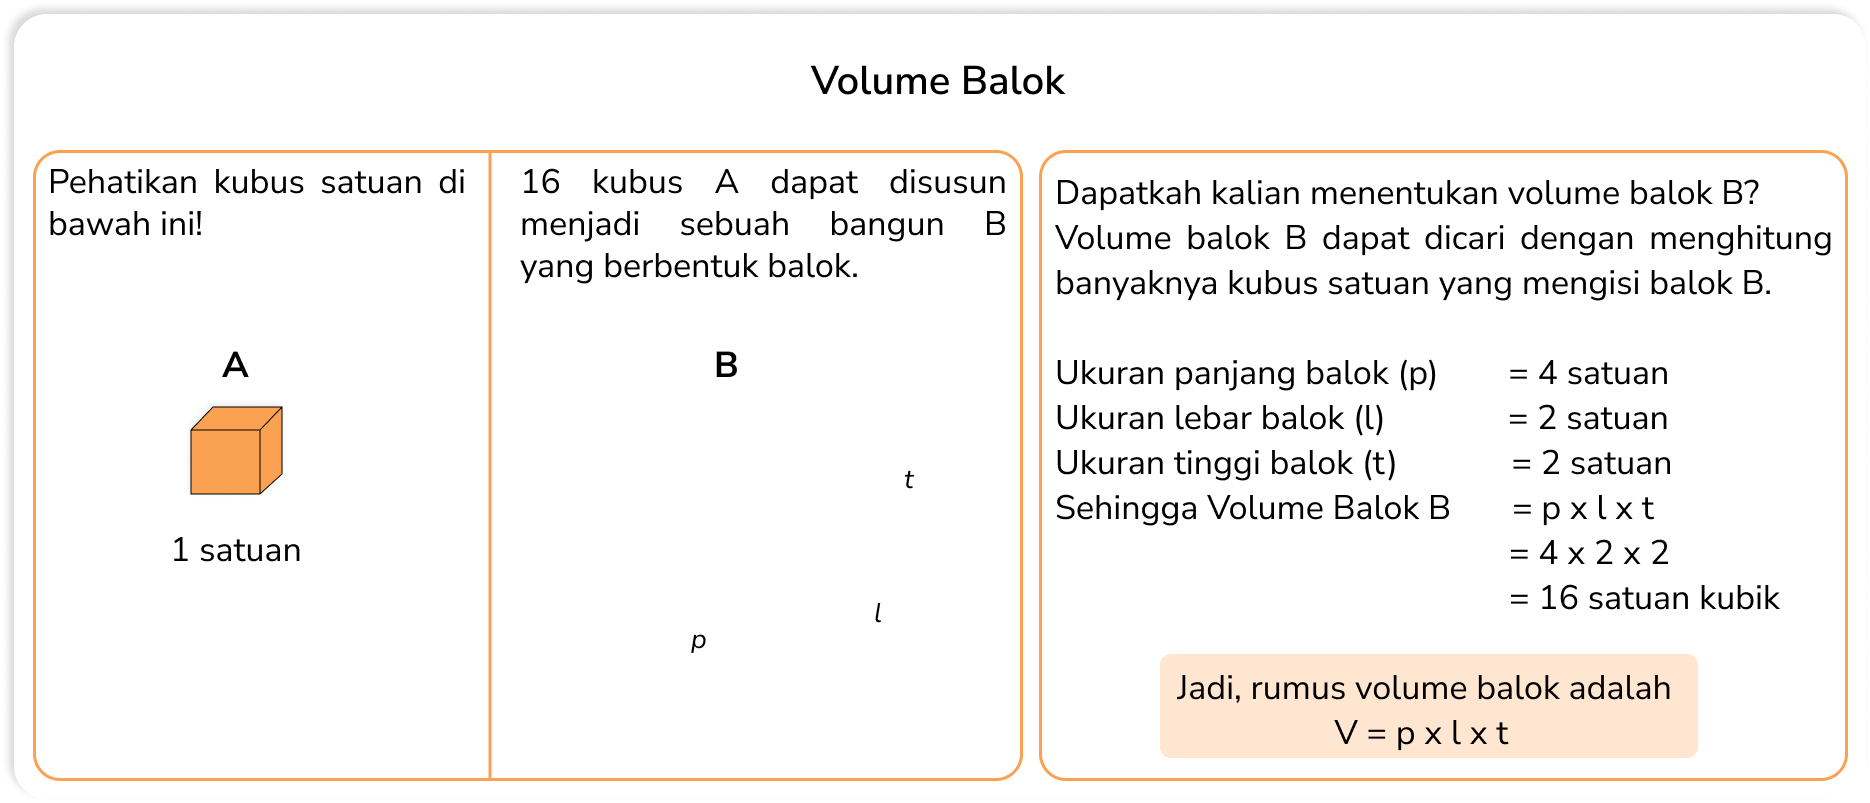 Volume Balok
Pehatikan kubus satuan di
bawah ini!
A
1 satuan
16 kubus A dapat disusun
menjadi sebuah bangun B
yang berbentuk balok.
B
t
l
p
Dapatkah kalian menentukan volume balok B?
Volume balok B dapat dicari dengan menghitung
banyaknya kubus satuan yang mengisi balok B.
Ukuran panjang balok (p) = 4 satuan
Ukuran lebar balok (l) = 2 satuan
Ukuran tinggi balok (t) = 2 satuan
Sehingga Volume Balok B = p x l x t
= 4 x 2 x 2
= 16 satuan kubik
Jadi, rumus volume balok adalah
V = p x l x t